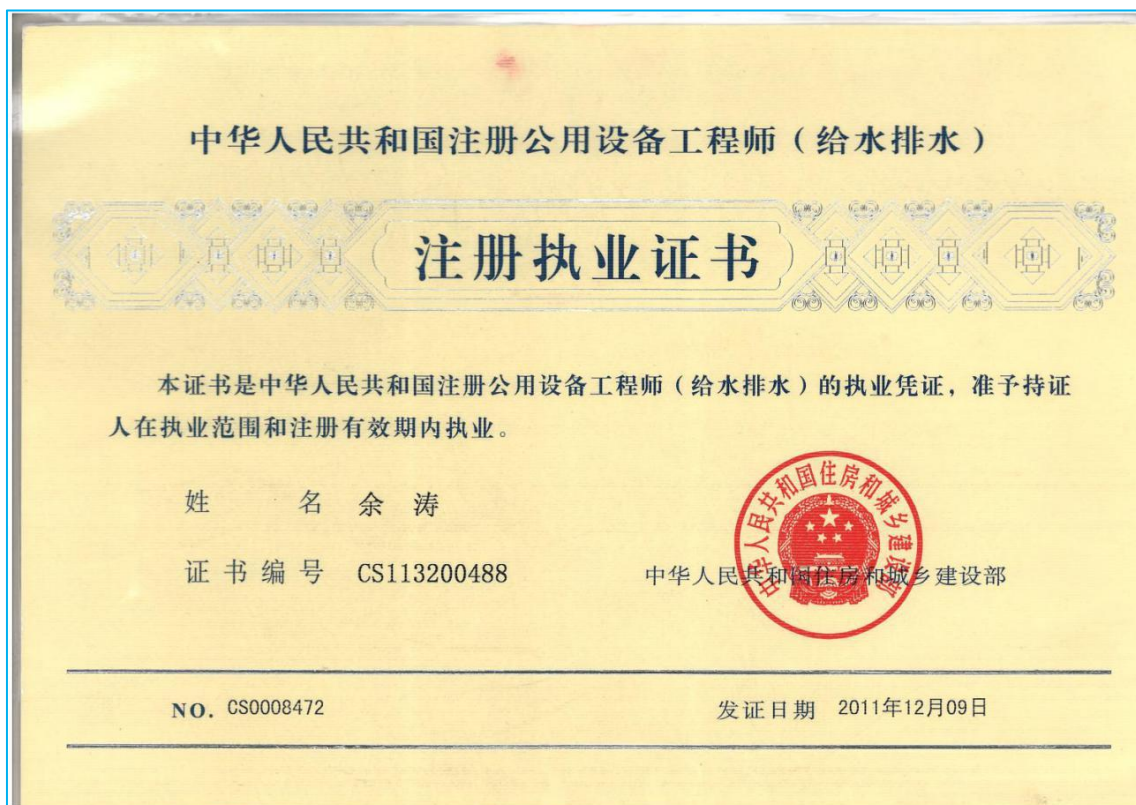 中华人民共和国注册公用设备工程师（给水排水）
注册执业证书
本证书是中华人民共和国注册公用设备工程师（给水排水）的执业凭证，准予持证
人在执业范围和注册有效期内执业。
姓 名 余 涛
证书编号 CS113200488
中华人民共和国住房和城乡建设部
中华人民共和国住房和城乡建设部
NO. CS0008472
发证日期 2011年12月09日